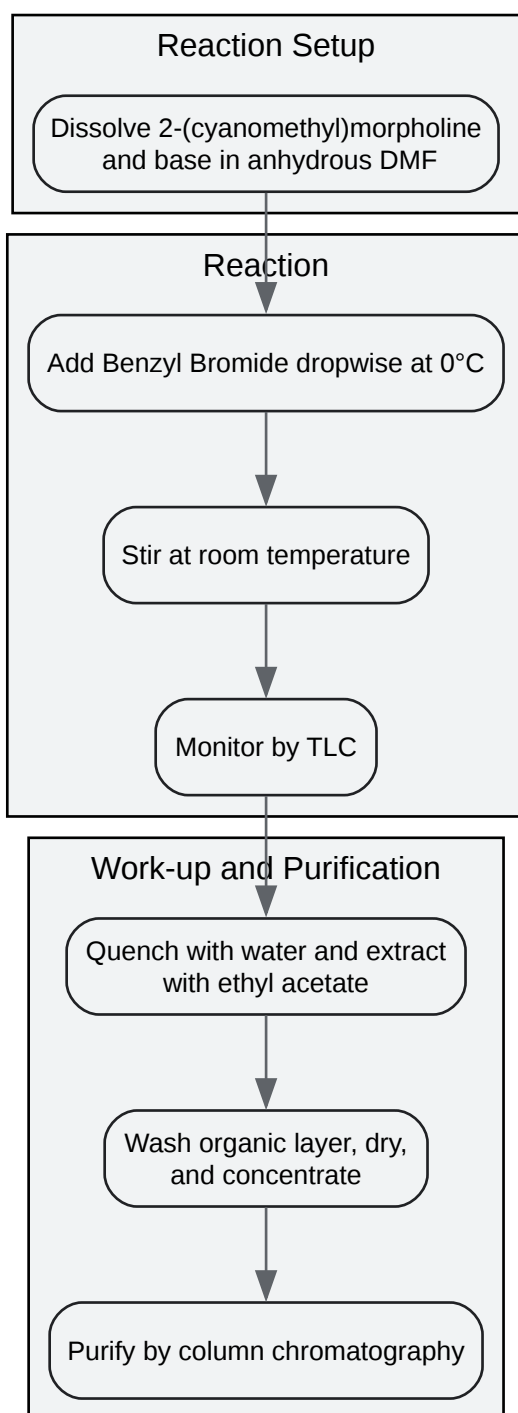 Reaction Setup
Dissolve 2-(cyanomethyl)morpholine
and base in anhydrous DMF
Reaction
Add Benzyl Bromide dropwise at 0°C
Stir at room temperature
Monitor by TLC
Work-up and Purification
Quench with water and extract
with ethyl acetate
Wash organic layer, dry,
and concentrate
Purify by column chromatography